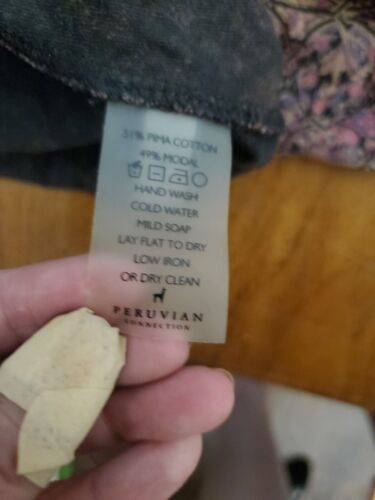 51% PIMA COTTON
49% MODAL
HAND WASH
COLD WATER
MILD SOAP
LAY FLAT TO DRY
LOW IRON
OR DRY CLEAN
PERUVIAN
CONNECTION